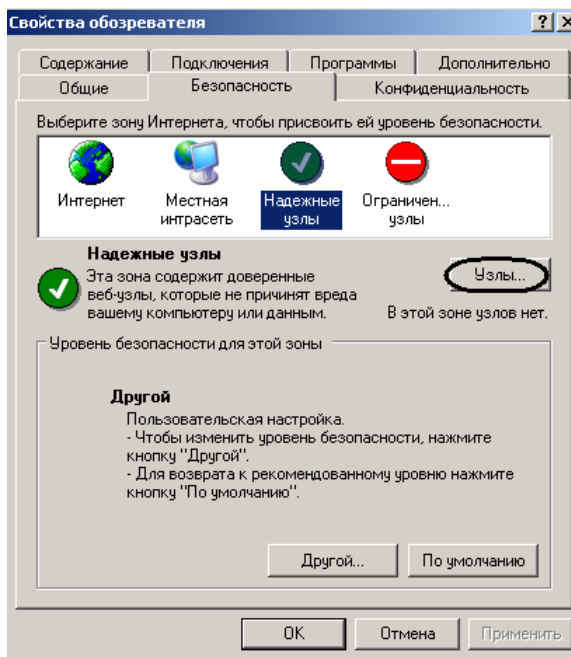 Свойства обозревателя
Содержание Подключения Программы Дополнительно
Общие Безопасность Конфиденциальность
Выберите зону Интернета, чтобы присвоить ей уровень безопасности.
Интернет Местная интрасеть Надежные узлы Ограничен... узлы
Надежные узлы
Эта зона содержит доверенные
веб-узлы, которые не причинят вреда
вашему компьютеру или данным.
Узлы...
В этой зоне узлов нет.
Уровень безопасности для этой зоны
Другой
Пользовательская настройка.
- Чтобы изменить уровень безопасности, нажмите
кнопку "Другой".
- Для возврата к рекомендованному уровню нажмите
кнопку "По умолчанию".
Другой... По умолчанию
OK Отмена Применить